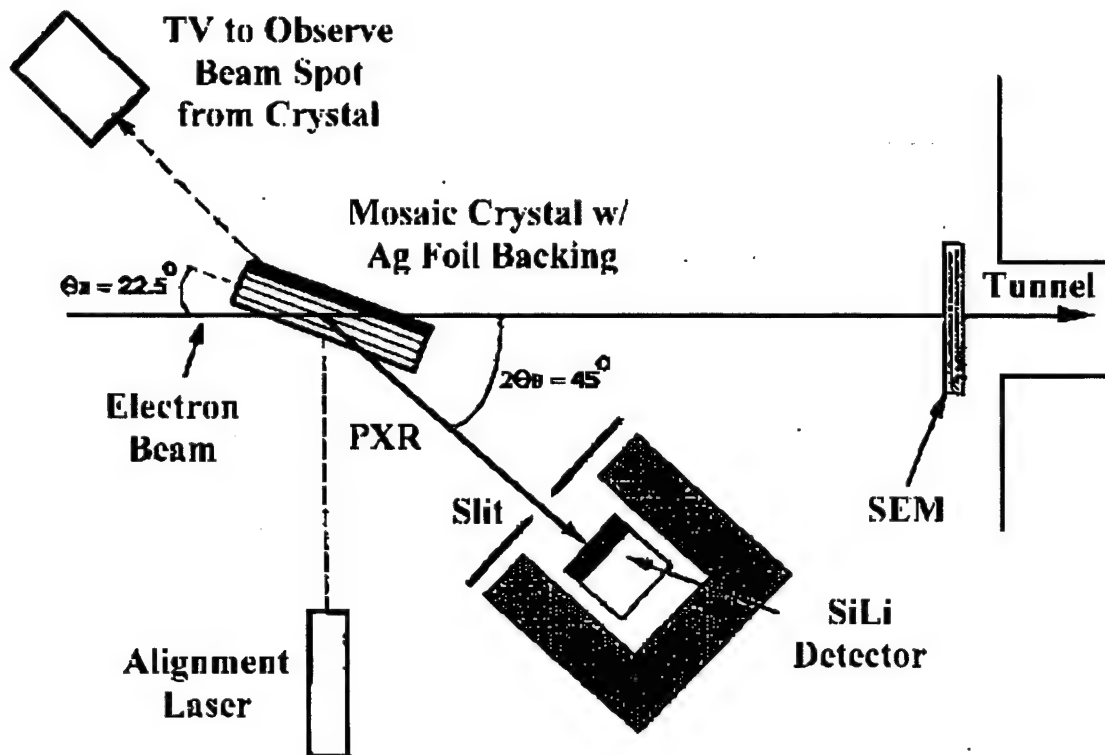 TV to Observe
Beam Spot
from Crystal
Mosaic Crystal w/
Ag Foil Backing
θB = 22.5°
Tunnel
2θB = 45°
Electron
Beam
PXR
Slit
SEM
SiLi
Detector
Alignment
Laser